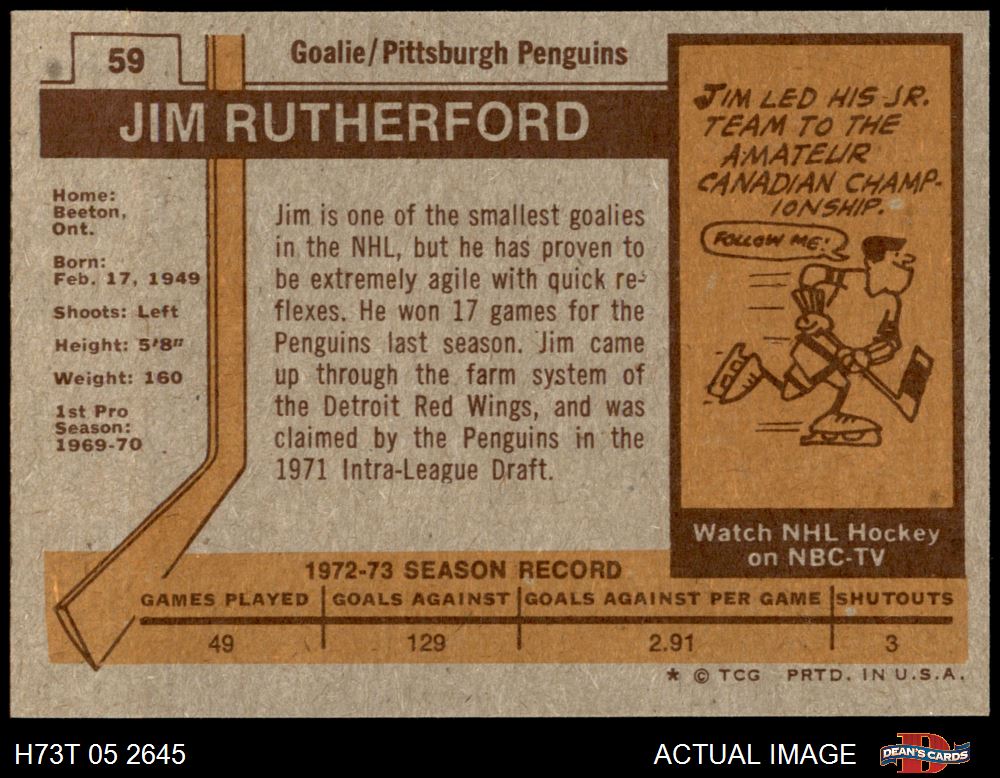 59
Goalie/Pittsburgh Penguins
JIM RUTHERFORD
Home:
Beeton,
Ont.
Born:
Feb. 17, 1949
Shoots: Left
Height: 5'8"
Weight: 160
1st Pro
Season:
1969-70
Jim is one of the smallest goalies
in the NHL, but he has proven to
be extremely agile with quick re-
flexes. He won 17 games for the
Penguins last season. Jim came
up through the farm system of
the Detroit Red Wings, and was
claimed by the Penguins in the
1971 Intra-League Draft.
JIM LED HIS JR.
TEAM TO THE
AMATEUR
CANADIAN CHAMP-
IONSHIP.
FOLLOW ME!
Watch NHL Hockey
on NBC-TV
1972-73 SEASON RECORD
GAMES PLAYED GOALS AGAINST GOALS AGAINST PER GAME SHUTOUTS
49 129 2.91 3
* © TCG PRTD. IN U.S.A.
H73T 05 2645
ACTUAL IMAGE
DEAN'S CARDS